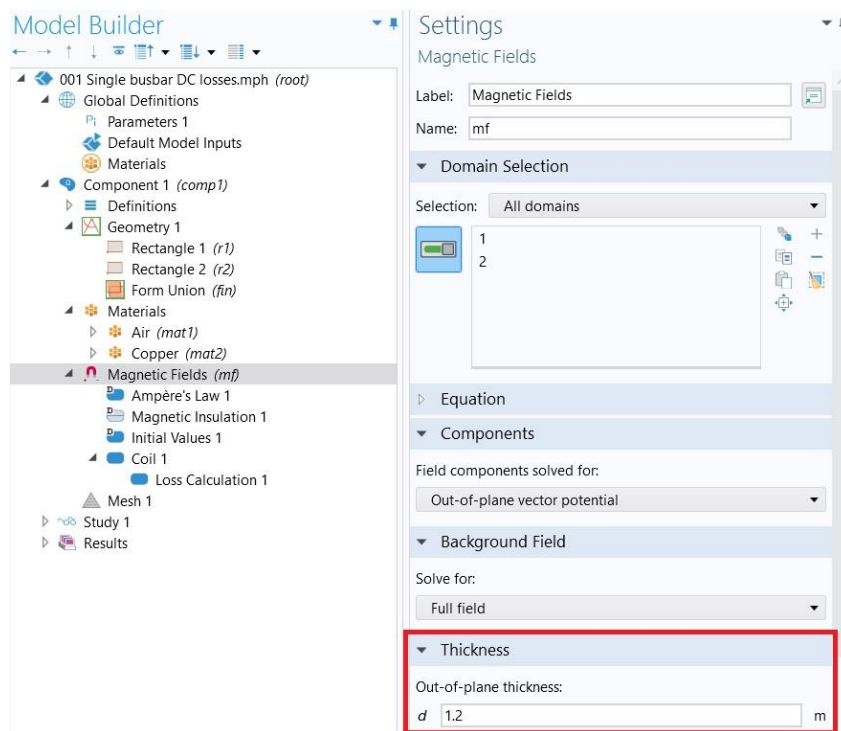 Model Builder
001 Single busbar DC losses.mph (root)
Global Definitions
Pi Parameters 1
Default Model Inputs
Materials
Component 1 (comp1)
Definitions
Geometry 1
Rectangle 1 (r1)
Rectangle 2 (r2)
Form Union (fin)
Materials
Air (mat1)
Copper (mat2)
Magnetic Fields (mf)
D Ampère's Law 1
D Magnetic Insulation 1
D Initial Values 1
Coil 1
Loss Calculation 1
Mesh 1
Study 1
Results
Settings
Magnetic Fields
Label: Magnetic Fields
Name: mf
Domain Selection
Selection: All domains
1
2
Equation
Components
Field components solved for:
Out-of-plane vector potential
Background Field
Solve for:
Full field
Thickness
Out-of-plane thickness:
d 1.2 m